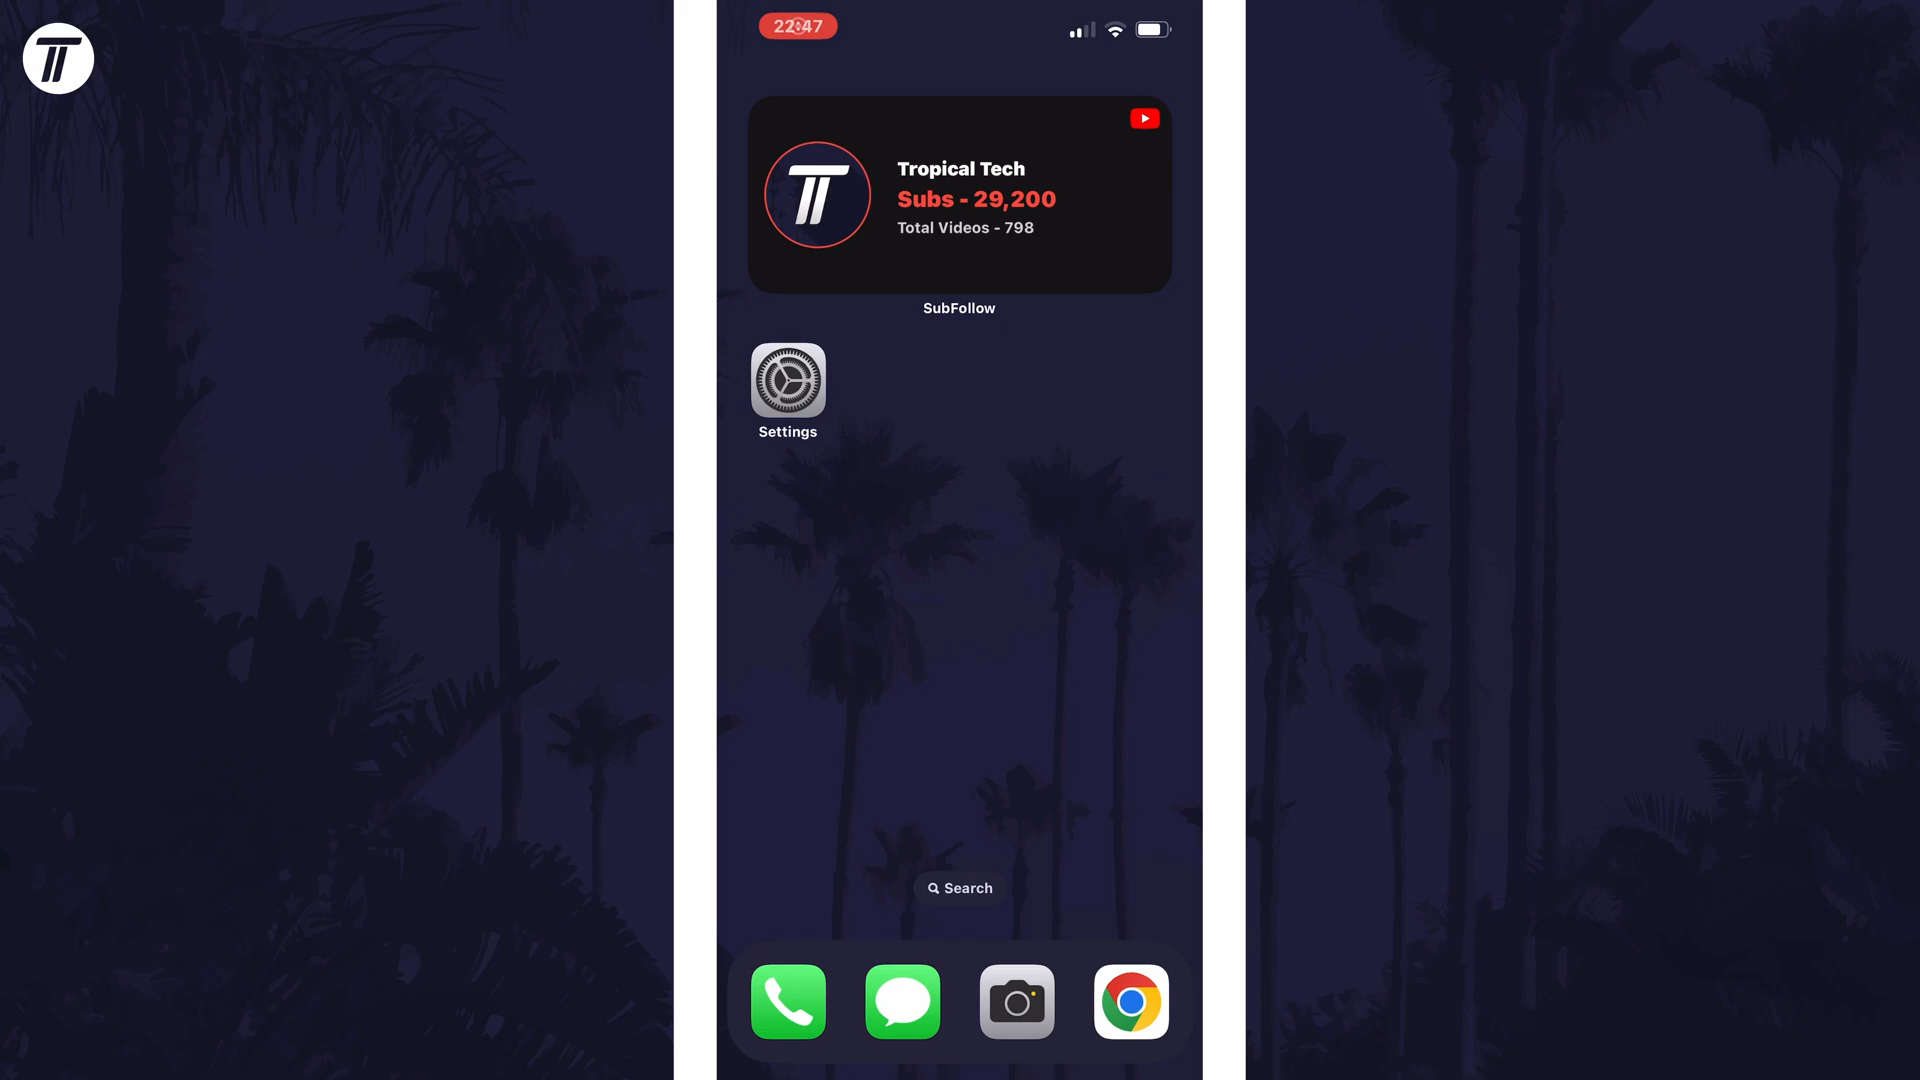 22:47
Tropical Tech
Subs - 29,200
Total Videos - 798
SubFollow
Settings
Search